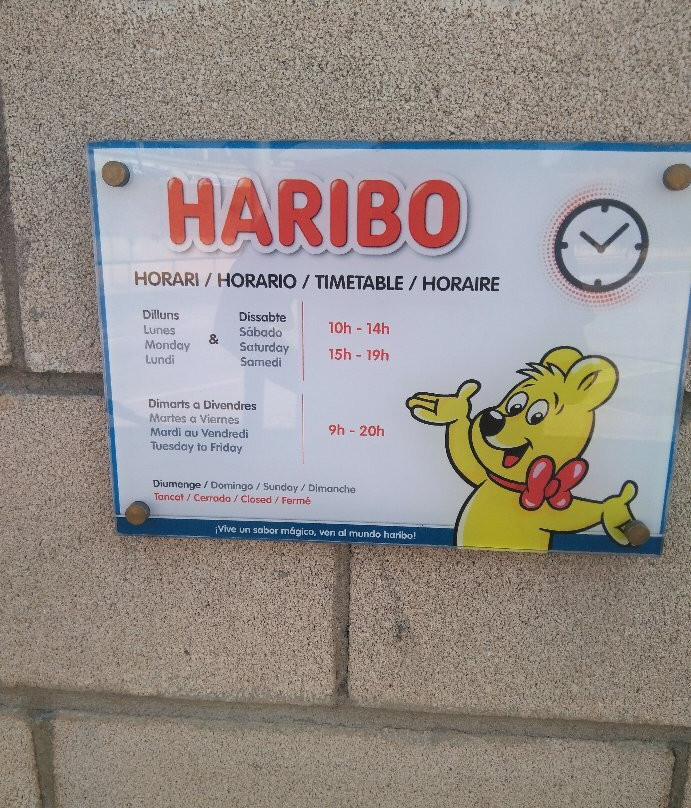 HARIBO
HORARI / HORARIO / TIMETABLE / HORAIRE
Dilluns
Lunes
Monday
Lundi
&
Dissabte
Sábado
Saturday
Samedi
10h - 14h
15h - 19h
Dimarts a Divendres
Martes a Viernes
Mardi au Vendredi
Tuesday to Friday
9h - 20h
Diumenge / Domingo / Sunday / Dimanche
Tancat / Cerrado / Closed / Fermé
¡Vive un sabor mágico, ven al mundo haribo!